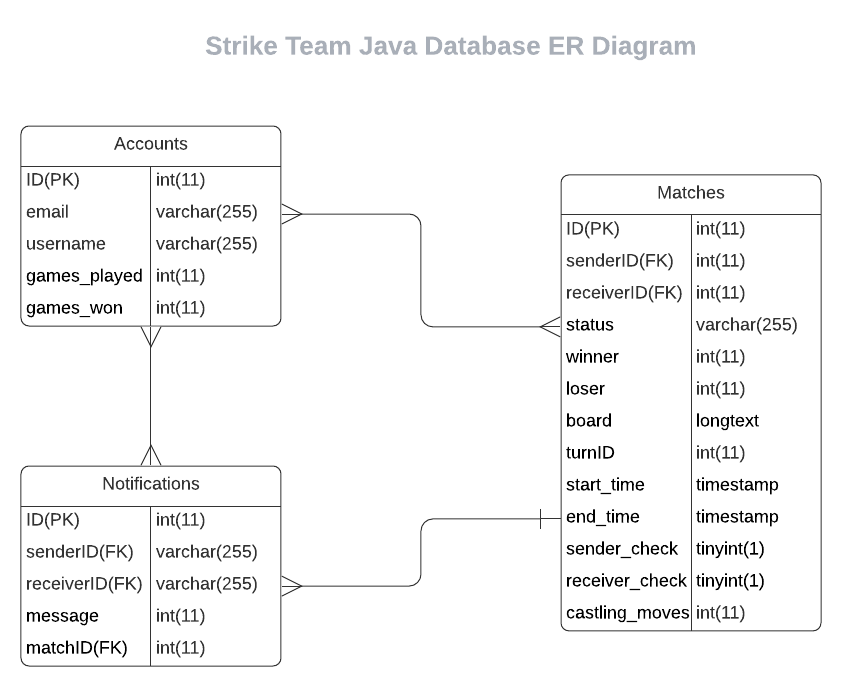 Strike Team Java Database ER Diagram
Accounts
ID(PK) int(11)
email varchar(255)
username varchar(255)
games_played int(11)
games_won int(11)
Matches
ID(PK) int(11)
senderID(FK) int(11)
receiverID(FK) int(11)
status varchar(255)
winner int(11)
loser int(11)
board longtext
turnID int(11)
start_time timestamp
end_time timestamp
sender_check tinyint(1)
receiver_check tinyint(1)
castling_moves int(11)
Notifications
ID(PK) int(11)
senderID(FK) varchar(255)
receiverID(FK) varchar(255)
message int(11)
matchID(FK) int(11)